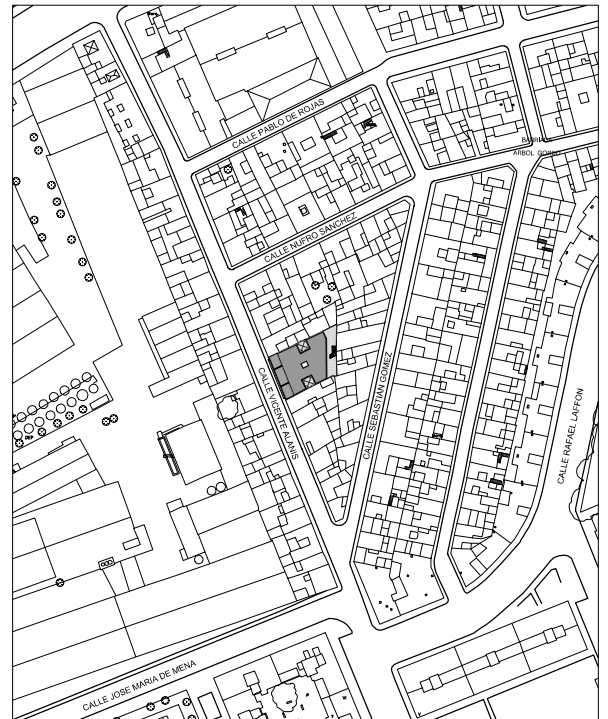 CALLE PABLO DE ROJAS
ARBOL GORDO
CALLE NUFRO SANCHEZ
CALLE VICENTE ALANIS
CALLE SEBASTIAN GOMEZ
CALLE RAFAEL LAFFON
CALLE JOSE MARIA DE MENA